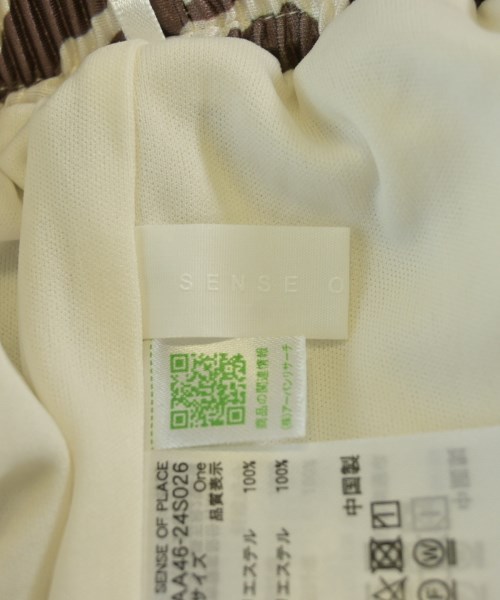 SENSE O
商品の関連情報
(株)アーバンリサーチ
SENSE OF PLACE
AA46-24S026
サイズ One
品質表示
エステル 100%
エステル 100%
中国製